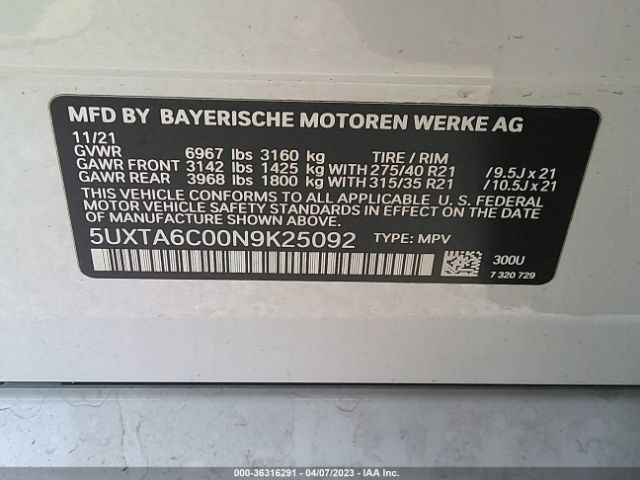 MFD BY BAYERISCHE MOTOREN WERKE AG
11/21
GVWR 6967 lbs 3160 kg TIRE / RIM
GAWR FRONT 3142 lbs 1425 kg WITH 275/40 R21 / 9.5J x 21
GAWR REAR 3968 lbs 1800 kg WITH 315/35 R21 / 10.5J x 21
THIS VEHICLE CONFORMS TO ALL APPLICABLE U. S. FEDERAL
MOTOR VEHICLE SAFETY STANDARDS IN EFFECT ON THE DATE OF
MANUFACTURE SHOWN ABOVE.
5UXTA6C00N9K25092 TYPE: MPV
300U
7 320 729
000-36316291 - 04/07/2023 - IAA Inc.